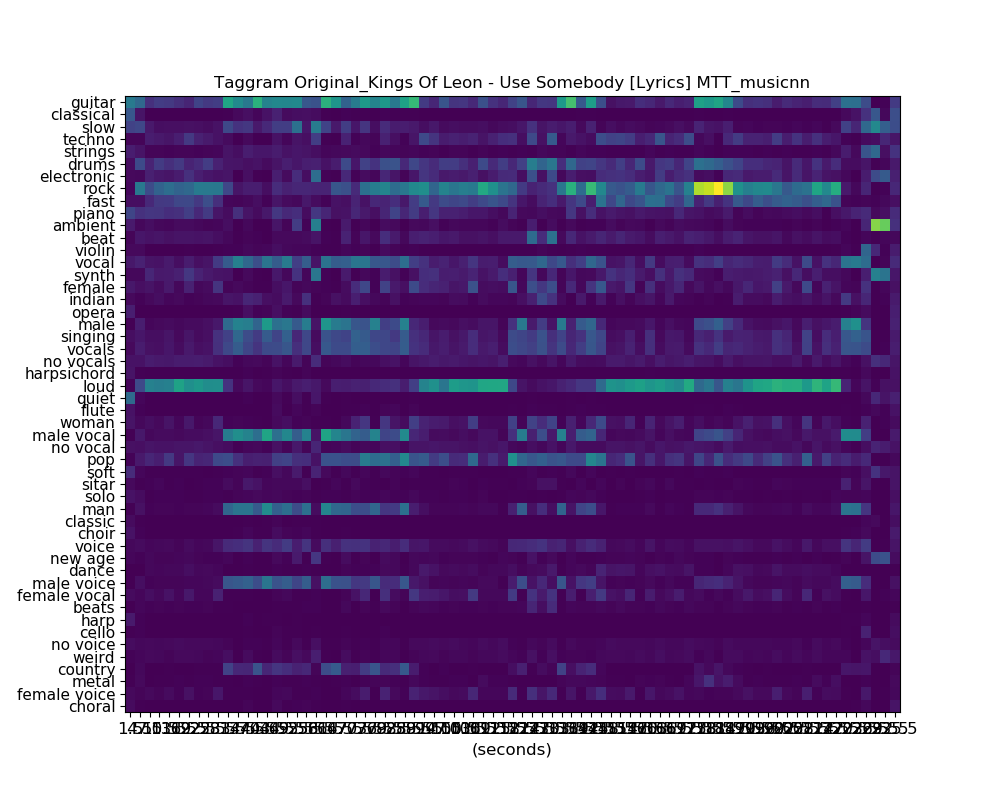 Taggram Original_Kings Of Leon - Use Somebody [Lyrics] MTT_musicnn
guitar
classical
slow
techno
strings
drums
electronic
rock
fast
piano
ambient
beat
violin
vocal
synth
female
indian
opera
male
singing
vocals
no vocals
harpsichord
loud
quiet
flute
woman
male vocal
no vocal
pop
soft
sitar
solo
man
classic
choir
voice
new age
dance
male voice
female vocal
beats
harp
cello
no voice
weird
country
metal
female voice
choral
(seconds)